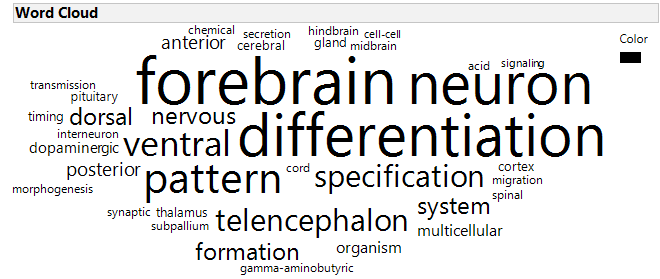 Word Cloud
Color
chemical secretion hindbrain cell-cell
anterior cerebral gland midbrain
forebrain neuron acid signaling
transmission
pituitary
timing dorsal nervous
interneuron
dopaminergic ventral differentiation
posterior pattern cord specification cortex
migration
morphogenesis spinal
synaptic thalamus telencephalon system
subpallium multicellular
formation organism
gamma-aminobutyric